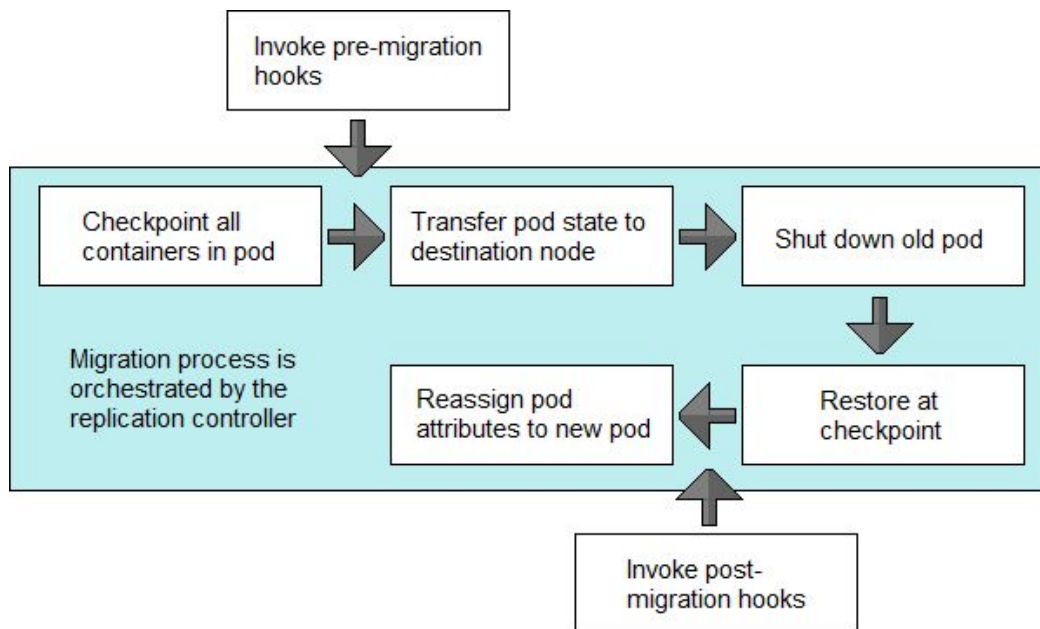 Invoke pre-migration
hooks
Checkpoint all
containers in pod
Transfer pod state to
destination node
Shut down old pod
Migration process is
orchestrated by the
replication controller
Reassign pod
attributes to new pod
Restore at
checkpoint
Invoke post-
migration hooks